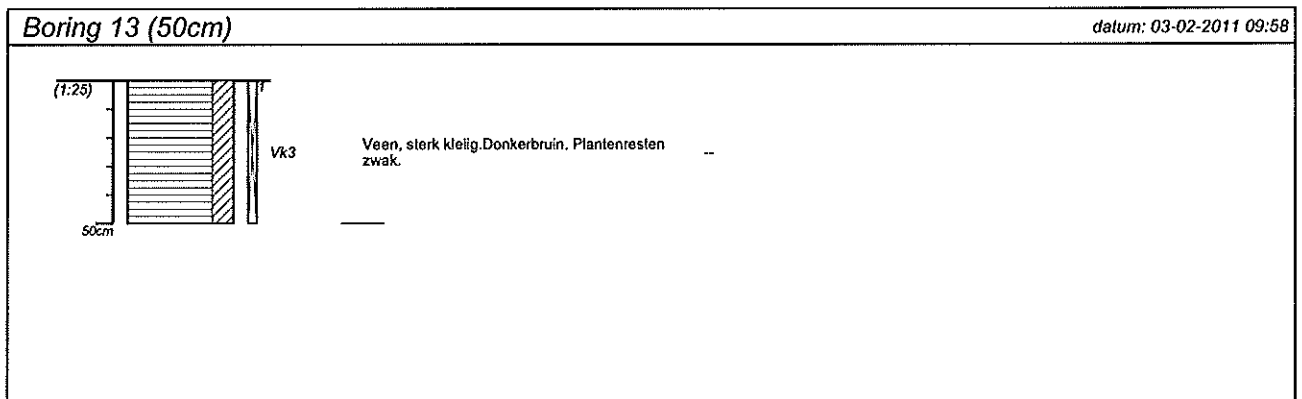 Boring 13 (50cm)
datum: 03-02-2011 09:58
(1:25)
1
Vk3
Veen, sterk kleiig.Donkerbruin. Plantenresten
zwak.
--
50cm